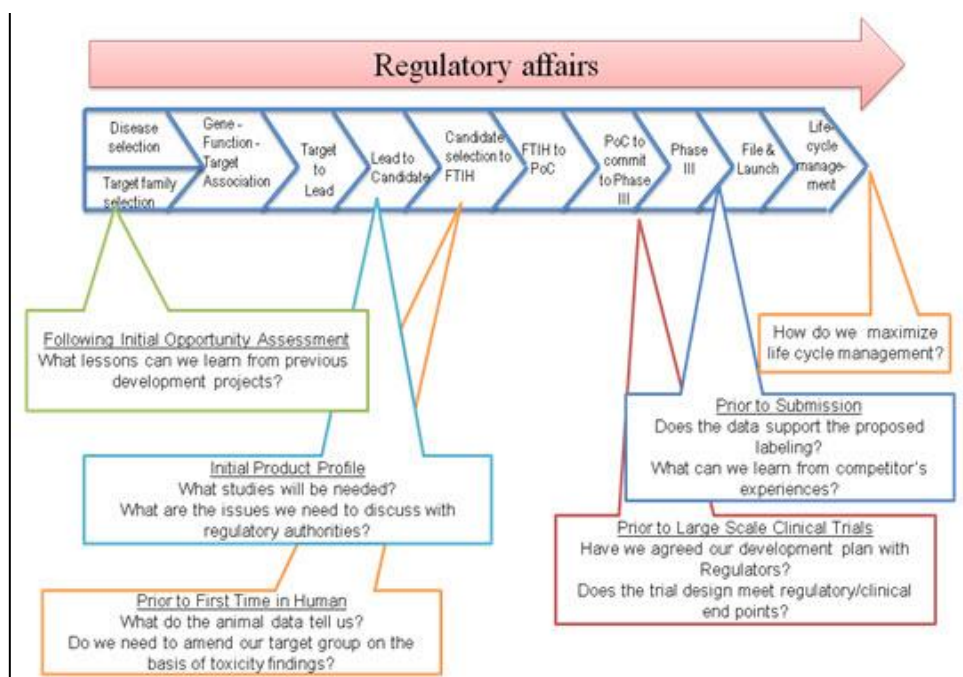 Regulatory affairs
Disease
selection
Target family
selection
Gene -
Function -
Target
Association
Target
to
Lead
Lead to
Candidate
Candidate
selection to
FTIH
FTIH to
PoC
PoC to
commit
to Phase
III
Phase
III
File &
Launch
Life-
cycle
manage-
ment
Following Initial Opportunity Assessment
What lessons can we learn from previous
development projects?
How do we maximize
life cycle management?
Prior to Submission
Does the data support the proposed
labeling?
What can we learn from competitor's
experiences?
Initial Product Profile
What studies will be needed?
What are the issues we need to discuss with
regulatory authorities?
Prior to Large Scale Clinical Trials
Have we agreed our development plan with
Regulators?
Does the trial design meet regulatory/clinical
end points?
Prior to First Time in Human
What do the animal data tell us?
Do we need to amend our target group on the
basis of toxicity findings?